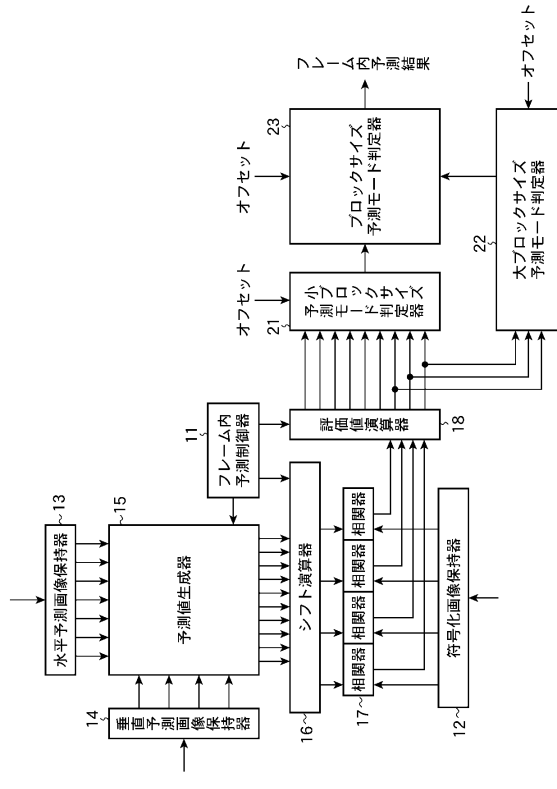 13
水平予測画像保持器
14
垂直予測画像保持器
15
予測値生成器
11
フレーム内
予測制御器
16
シフト演算器
17
相関器
相関器
相関器
相関器
12
符号化画像保持器
18
評価値演算器
オフセット
21
小ブロックサイズ
予測モード判定器
オフセット
23
ブロックサイズ
予測モード判定器
フレーム内
予測結果
22
大ブロックサイズ
予測モード判定器
オフセット